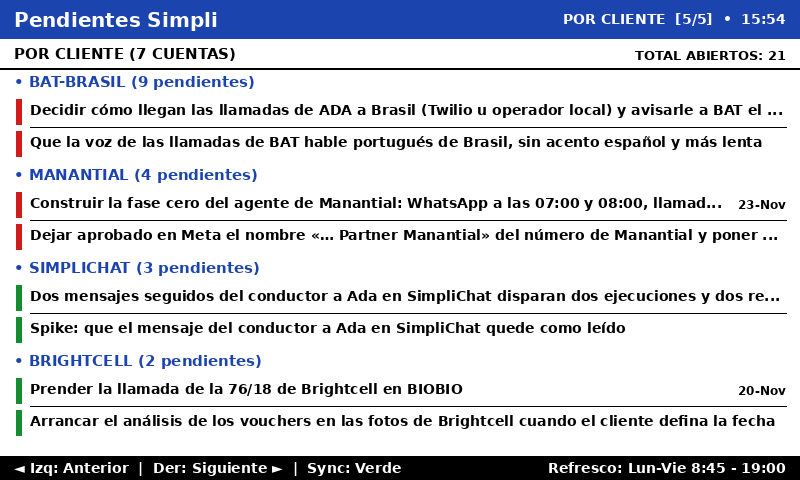 Pendientes Simpli
POR CLIENTE [5/5] • 15:54
POR CLIENTE (7 CUENTAS)
TOTAL ABIERTOS: 21
• BAT-BRASIL (9 pendientes)
Decidir cómo llegan las llamadas de ADA a Brasil (Twilio u operador local) y avisarle a BAT el ...
Que la voz de las llamadas de BAT hable portugués de Brasil, sin acento español y más lenta
• MANANTIAL (4 pendientes)
Construir la fase cero del agente de Manantial: WhatsApp a las 07:00 y 08:00, llamad... 23-Nov
Dejar aprobado en Meta el nombre «... Partner Manantial» del número de Manantial y poner ...
• SIMPLICHAT (3 pendientes)
Dos mensajes seguidos del conductor a Ada en SimpliChat disparan dos ejecuciones y dos re...
Spike: que el mensaje del conductor a Ada en SimpliChat quede como leído
• BRIGHTCELL (2 pendientes)
Prender la llamada de la 76/18 de Brightcell en BIOBIO 20-Nov
Arrancar el análisis de los vouchers en las fotos de Brightcell cuando el cliente defina la fecha
◄ Izq: Anterior | Der: Siguiente ► | Sync: Verde
Refresco: Lun-Vie 8:45 - 19:00